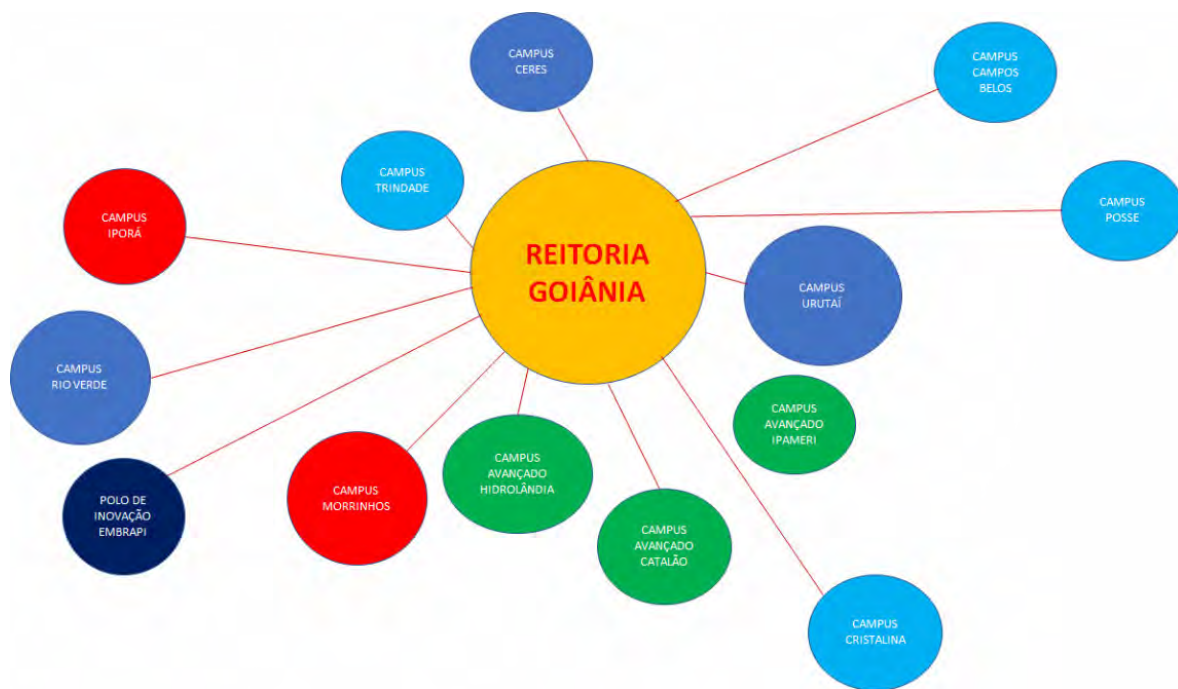 CAMPUS
CERES
CAMPUS
CAMPOS
BELOS
CAMPUS
TRINDADE
CAMPUS
IPORÁ
CAMPUS
POSSE
REITORIA
GOIÂNIA
CAMPUS
URUTAÍ
CAMPUS
RIO VERDE
CAMPUS
AVANÇADO
IPAMERI
POLO DE
INOVAÇÃO
EMBRAPI
CAMPUS
MORRINHOS
CAMPUS
AVANÇADO
HIDROLÂNDIA
CAMPUS
AVANÇADO
CATALÃO
CAMPUS
CRISTALINA